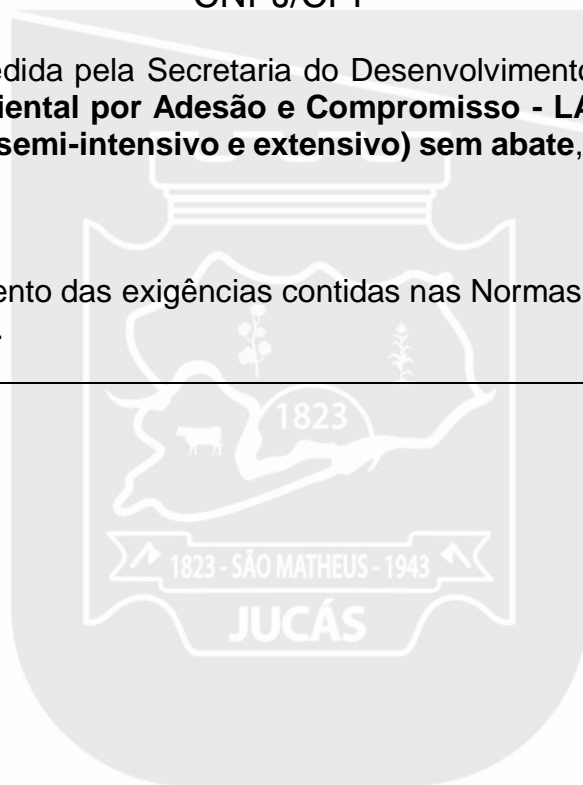 CNPJ/CPF
edida pela Secretaria do Desenvolvimento
iental por Adesão e Compromisso - LA
semi-intensivo e extensivo) sem abate,
ento das exigências contidas nas Normas
.
1823
1823 - SÃO MATHEUS - 1943
JUCÁS